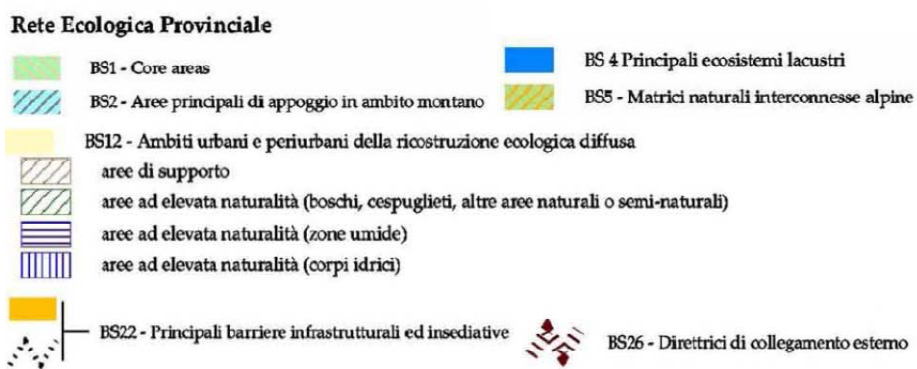 Rete Ecologica Provinciale
BS1 - Core areas
BS 4 Principali ecosistemi lacustri
BS2 - Aree principali di appoggio in ambito montano
BS5 - Matrici naturali interconnesse alpine
BS12 - Ambiti urbani e periurbani della ricostruzione ecologica diffusa
aree di supporto
aree ad elevata naturalità (boschi, cespuglieti, altre aree naturali o semi-naturali)
aree ad elevata naturalità (zone umide)
aree ad elevata naturalità (corpi idrici)
BS22 - Principali barriere infrastrutturali ed insediative
BS26 - Direttrici di collegamento esterno